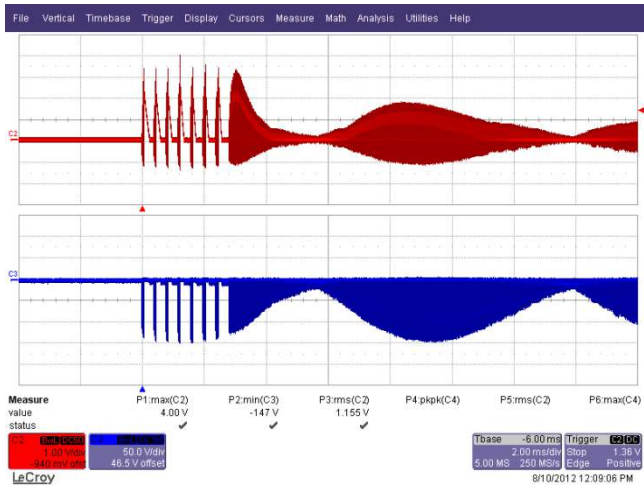 File Vertical Timebase Trigger Display Cursors Measure Math Analysis Utilities Help
C2
C3
Measure P1:max(C2) P2:min(C3) P3:rms(C2) P4:pkpk(C4) P5:rms(C2) P6:max(C4)
value 4.00 V -147 V 1.155 V
status
C2 BwL DC50
1.00 V/div
-940 mV ofst
50.0 V/div
46.5 V offset
Tbase -6.00 ms
2.00 ms/div
5.00 MS 250 MS/s
Trigger C2 DC
Stop 1.36 V
Edge Positive
LeCroy
8/10/2012 12:09:06 PM